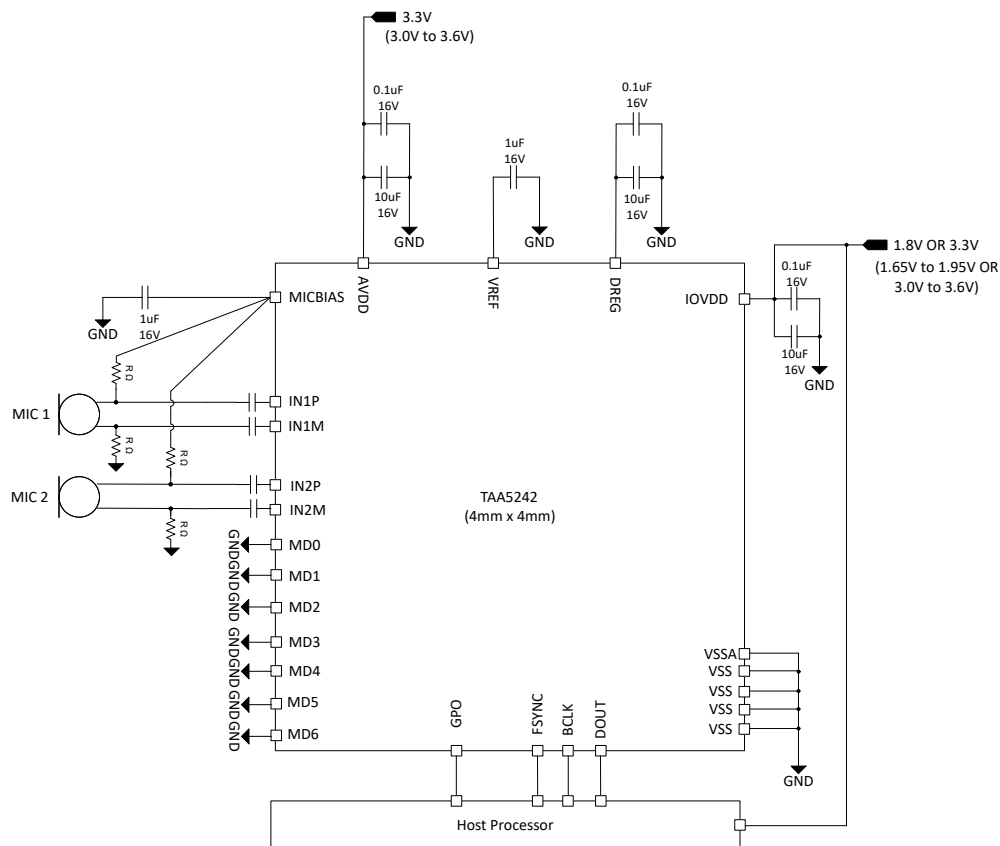 3.3V
(3.0V to 3.6V)
0.1uF
16V
10uF
16V
GND
1uF
16V
GND
0.1uF
16V
10uF
16V
GND
1.8V OR 3.3V
(1.65V to 1.95V OR
3.0V to 3.6V)
0.1uF
16V
10uF
16V
GND
AVDD
VREF
DREG
IOVDD
MICBIAS
1uF
16V
GND
R Ω
R Ω
MIC 1
IN1P
IN1M
R Ω
R Ω
MIC 2
IN2P
IN2M
TAA5242
(4mm x 4mm)
GND
MD0
GND
MD1
GND
MD2
GND
MD3
GND
MD4
GND
MD5
GND
MD6
VSSA
VSS
VSS
VSS
VSS
GND
GPO
FSYNC
BCLK
DOUT
Host Processor